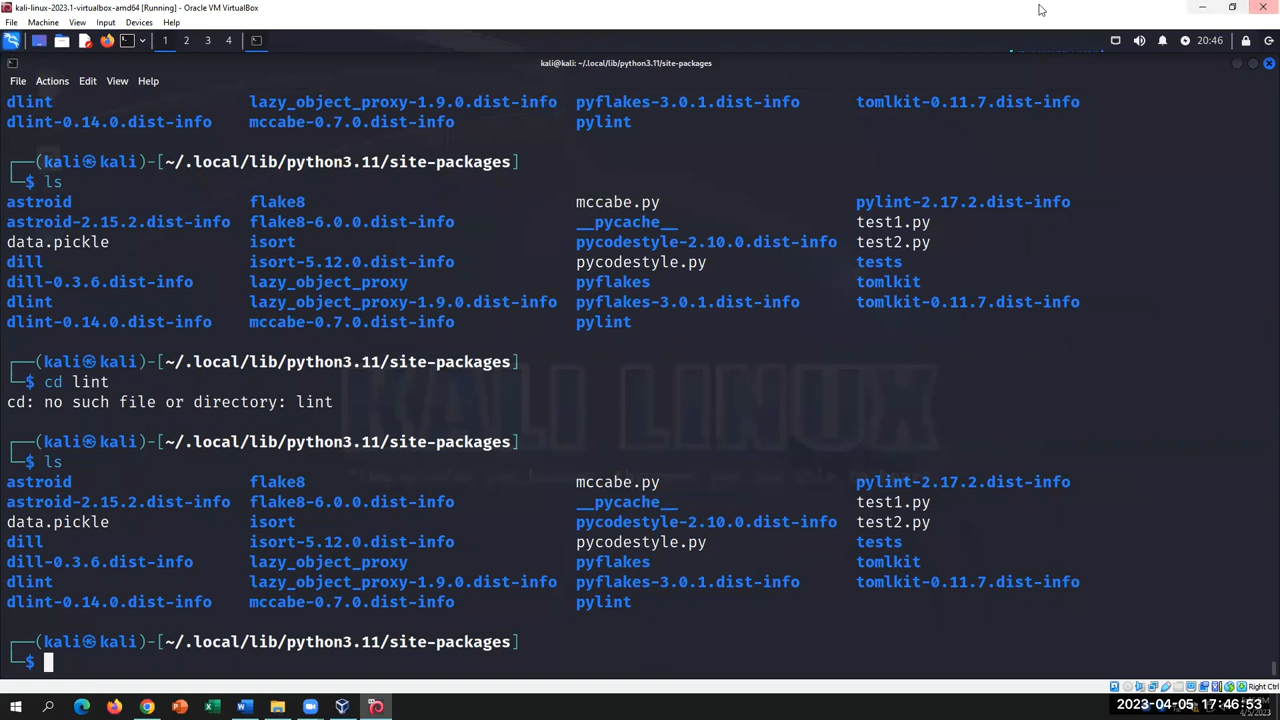 kali-linux-2023.1-virtualbox-amd64 [Running] - Oracle VM VirtualBox
File Machine View Input Devices Help
1 2 3 4 20:46
kali@kali: ~/.local/lib/python3.11/site-packages
File Actions Edit View Help
dlint lazy_object_proxy-1.9.0.dist-info pyflakes-3.0.1.dist-info tomlkit-0.11.7.dist-info
dlint-0.14.0.dist-info mccabe-0.7.0.dist-info pylint
┌──(kali㉿kali)-[~/.local/lib/python3.11/site-packages]
└─$ ls
astroid flake8 mccabe.py pylint-2.17.2.dist-info
astroid-2.15.2.dist-info flake8-6.0.0.dist-info __pycache__ test1.py
data.pickle isort pycodestyle-2.10.0.dist-info test2.py
dill isort-5.12.0.dist-info pycodestyle.py tests
dill-0.3.6.dist-info lazy_object_proxy pyflakes tomlkit
dlint lazy_object_proxy-1.9.0.dist-info pyflakes-3.0.1.dist-info tomlkit-0.11.7.dist-info
dlint-0.14.0.dist-info mccabe-0.7.0.dist-info pylint
┌──(kali㉿kali)-[~/.local/lib/python3.11/site-packages]
└─$ cd lint
cd: no such file or directory: lint
KALI LINUX
┌──(kali㉿kali)-[~/.local/lib/python3.11/site-packages]
└─$ ls
astroid flake8 mccabe.py pylint-2.17.2.dist-info
astroid-2.15.2.dist-info flake8-6.0.0.dist-info __pycache__ test1.py
data.pickle isort pycodestyle-2.10.0.dist-info test2.py
dill isort-5.12.0.dist-info pycodestyle.py tests
dill-0.3.6.dist-info lazy_object_proxy pyflakes tomlkit
dlint lazy_object_proxy-1.9.0.dist-info pyflakes-3.0.1.dist-info tomlkit-0.11.7.dist-info
dlint-0.14.0.dist-info mccabe-0.7.0.dist-info pylint
┌──(kali㉿kali)-[~/.local/lib/python3.11/site-packages]
└─$
Right Ctrl
2023-04-05 17:46:53